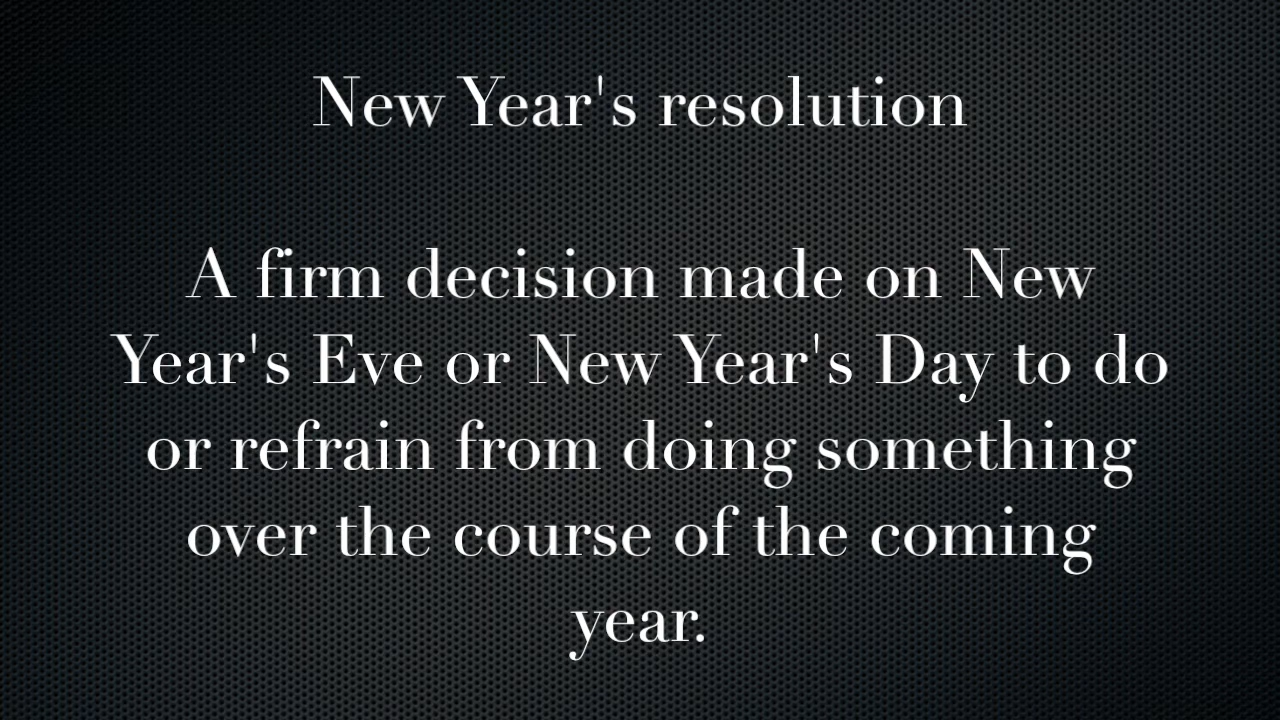 New Year's resolution
A firm decision made on New
Year's Eve or New Year's Day to do
or refrain from doing something
over the course of the coming
year.